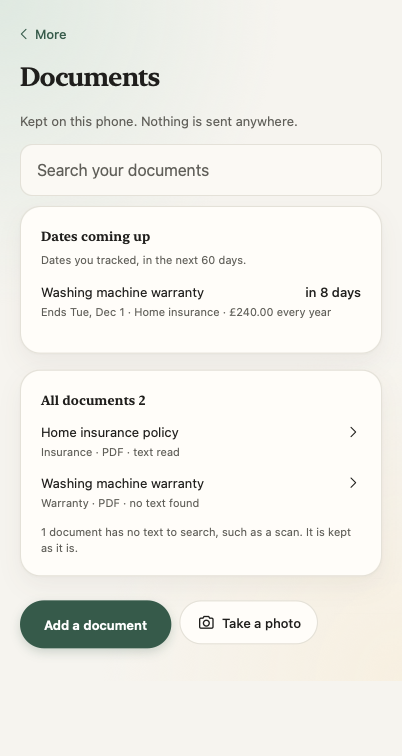 More
Documents
Kept on this phone. Nothing is sent anywhere.
Search your documents
Dates coming up
Dates you tracked, in the next 60 days.
Washing machine warranty in 8 days
Ends Tue, Dec 1 · Home insurance · £240.00 every year
All documents 2
Home insurance policy
Insurance · PDF · text read
Washing machine warranty
Warranty · PDF · no text found
1 document has no text to search, such as a scan. It is kept
as it is.
Add a document Take a photo